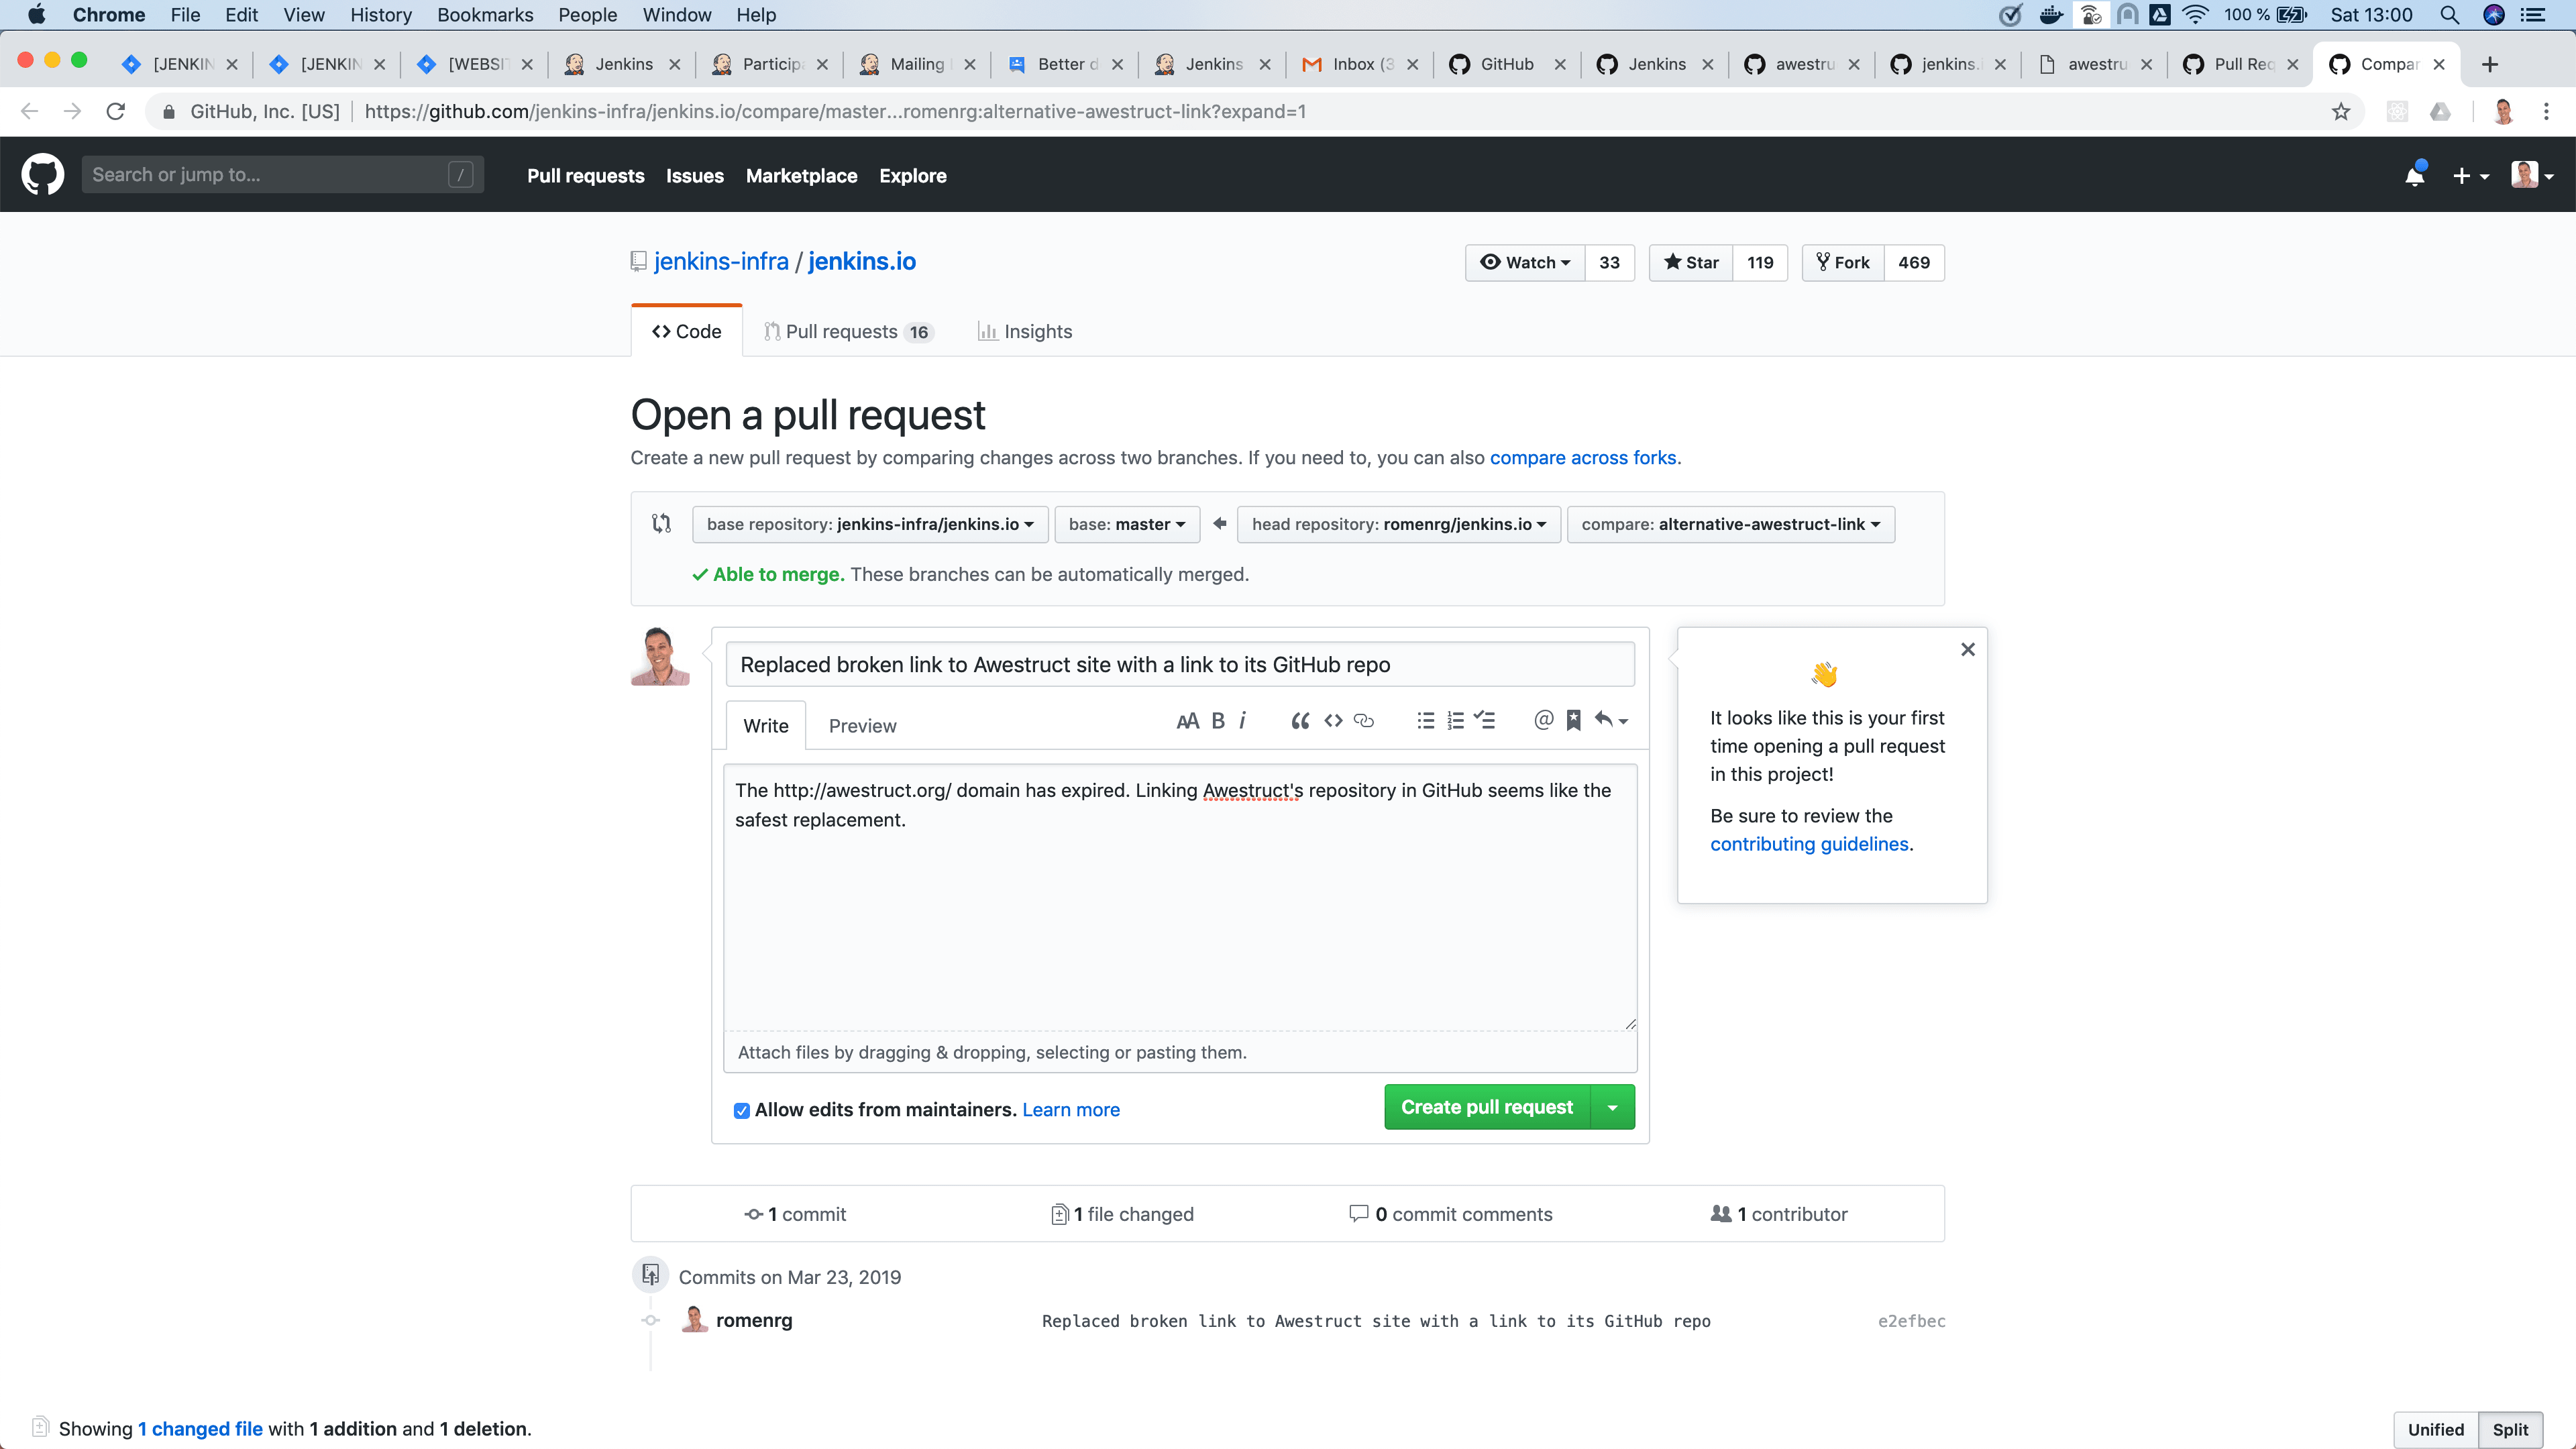 Chrome File Edit View History Bookmarks People Window Help 100 % Sat 13:00
[JENKIN [JENKIN [WEBSIT Jenkins Particip Mailing Better d Jenkins Inbox (3 GitHub Jenkins awestru jenkins.i awestru Pull Req Compar
GitHub, Inc. [US] https://github.com/jenkins-infra/jenkins.io/compare/master...romenrg:alternative-awestruct-link?expand=1
Search or jump to... / Pull requests Issues Marketplace Explore
jenkins-infra / jenkins.io Watch 33 Star 119 Fork 469
Code Pull requests 16 Insights
Open a pull request
Create a new pull request by comparing changes across two branches. If you need to, you can also compare across forks.
base repository: jenkins-infra/jenkins.io base: master head repository: romenrg/jenkins.io compare: alternative-awestruct-link
Able to merge. These branches can be automatically merged.
Replaced broken link to Awestruct site with a link to its GitHub repo
Write Preview
The http://awestruct.org/ domain has expired. Linking Awestruct's repository in GitHub seems like the
safest replacement.
Attach files by dragging & dropping, selecting or pasting them.
Allow edits from maintainers. Learn more
Create pull request
It looks like this is your first
time opening a pull request
in this project!
Be sure to review the
contributing guidelines.
1 commit 1 file changed 0 commit comments 1 contributor
Commits on Mar 23, 2019
romenrg Replaced broken link to Awestruct site with a link to its GitHub repo e2efbec
Showing 1 changed file with 1 addition and 1 deletion. Unified Split